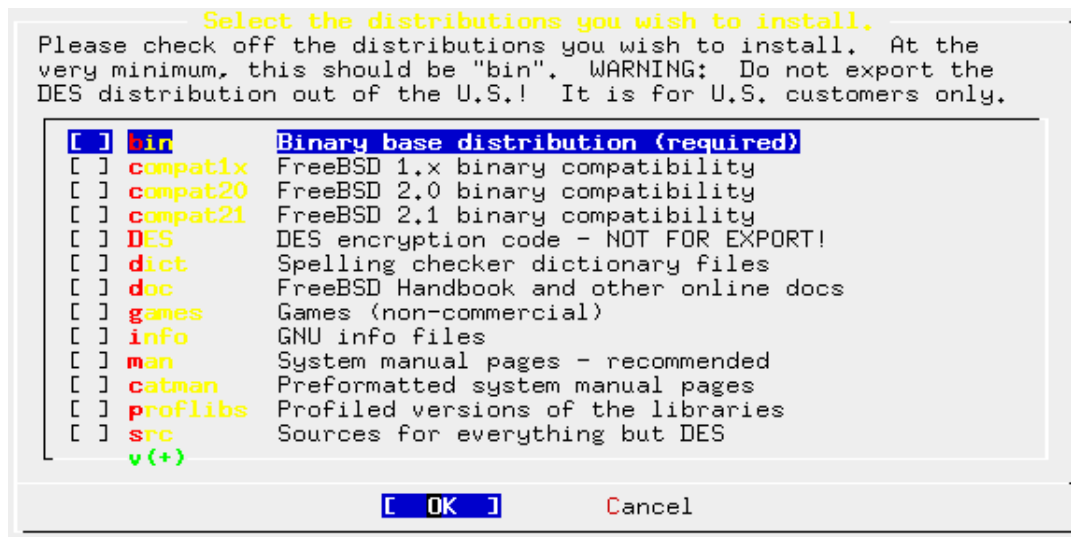 Select the distributions you wish to install.
Please check off the distributions you wish to install. At the
very minimum, this should be "bin". WARNING: Do not export the
DES distribution out of the U.S.! It is for U.S. customers only.
[ ] bin Binary base distribution (required)
[ ] compat1x FreeBSD 1.x binary compatibility
[ ] compat20 FreeBSD 2.0 binary compatibility
[ ] compat21 FreeBSD 2.1 binary compatibility
[ ] DES DES encryption code - NOT FOR EXPORT!
[ ] dict Spelling checker dictionary files
[ ] doc FreeBSD Handbook and other online docs
[ ] games Games (non-commercial)
[ ] info GNU info files
[ ] man System manual pages - recommended
[ ] catman Preformatted system manual pages
[ ] proflibs Profiled versions of the libraries
[ ] src Sources for everything but DES
v(+)
[ OK ] Cancel